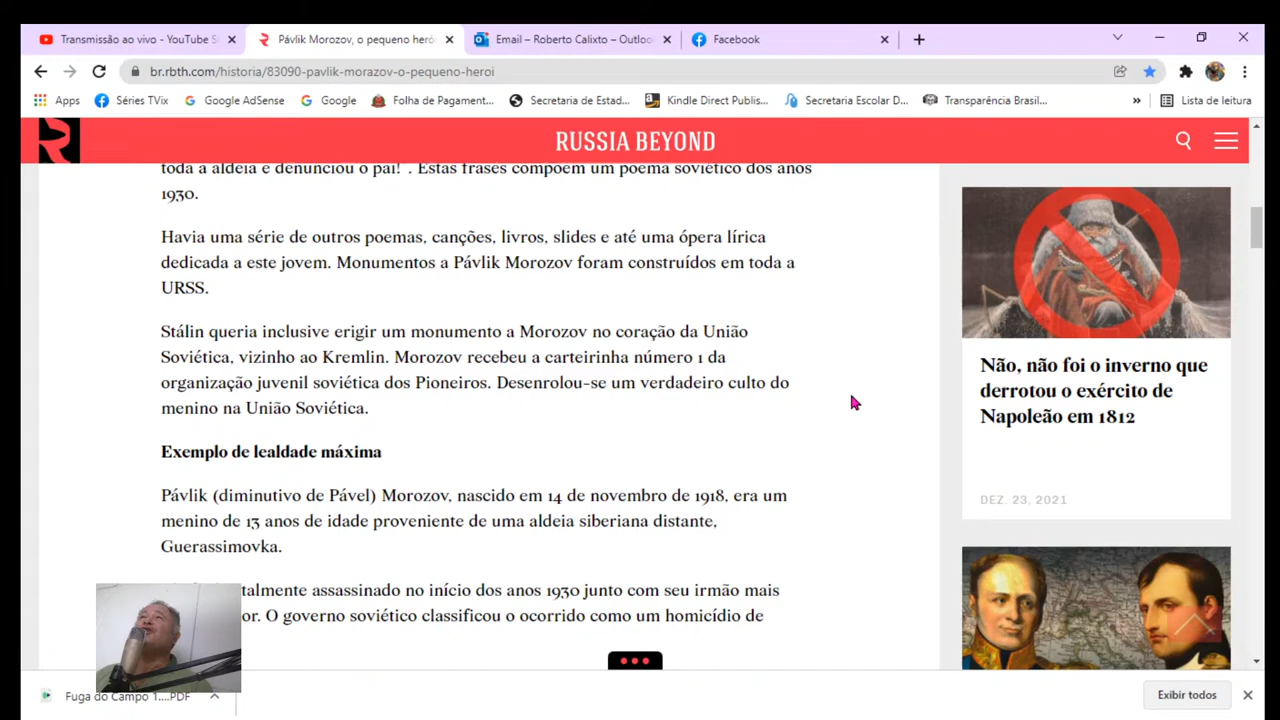 Transmissão ao vivo - YouTube S
Pávlik Morozov, o pequeno heró
Email – Roberto Calixto – Outloo
Facebook
br.rbth.com/historia/83090-pavlik-morazov-o-pequeno-heroi
Apps
Séries TVix
Google AdSense
Google
Folha de Pagament...
Secretaria de Estad...
Kindle Direct Publis...
Secretaria Escolar D...
Transparência Brasil...
»
Lista de leitura
RUSSIA BEYOND
toda a aldeia e denunciou o pai!". Estas frases compõem um poema soviético dos anos
1930.
Havia uma série de outros poemas, canções, livros, slides e até uma ópera lírica
dedicada a este jovem. Monumentos a Pávlik Morozov foram construídos em toda a
URSS.
Stálin queria inclusive erigir um monumento a Morozov no coração da União
Soviética, vizinho ao Kremlin. Morozov recebeu a carteirinha número 1 da
organização juvenil soviética dos Pioneiros. Desenrolou-se um verdadeiro culto do
menino na União Soviética.
Exemplo de lealdade máxima
Pávlik (diminutivo de Pável) Morozov, nascido em 14 de novembro de 1918, era um
menino de 13 anos de idade proveniente de uma aldeia siberiana distante,
Guerassimovka.
talmente assassinado no início dos anos 1930 junto com seu irmão mais
or. O governo soviético classificou o ocorrido como um homicídio de
Não, não foi o inverno que
derrotou o exército de
Napoleão em 1812
DEZ. 23, 2021
Fuga do Campo 1....PDF
Exibir todos